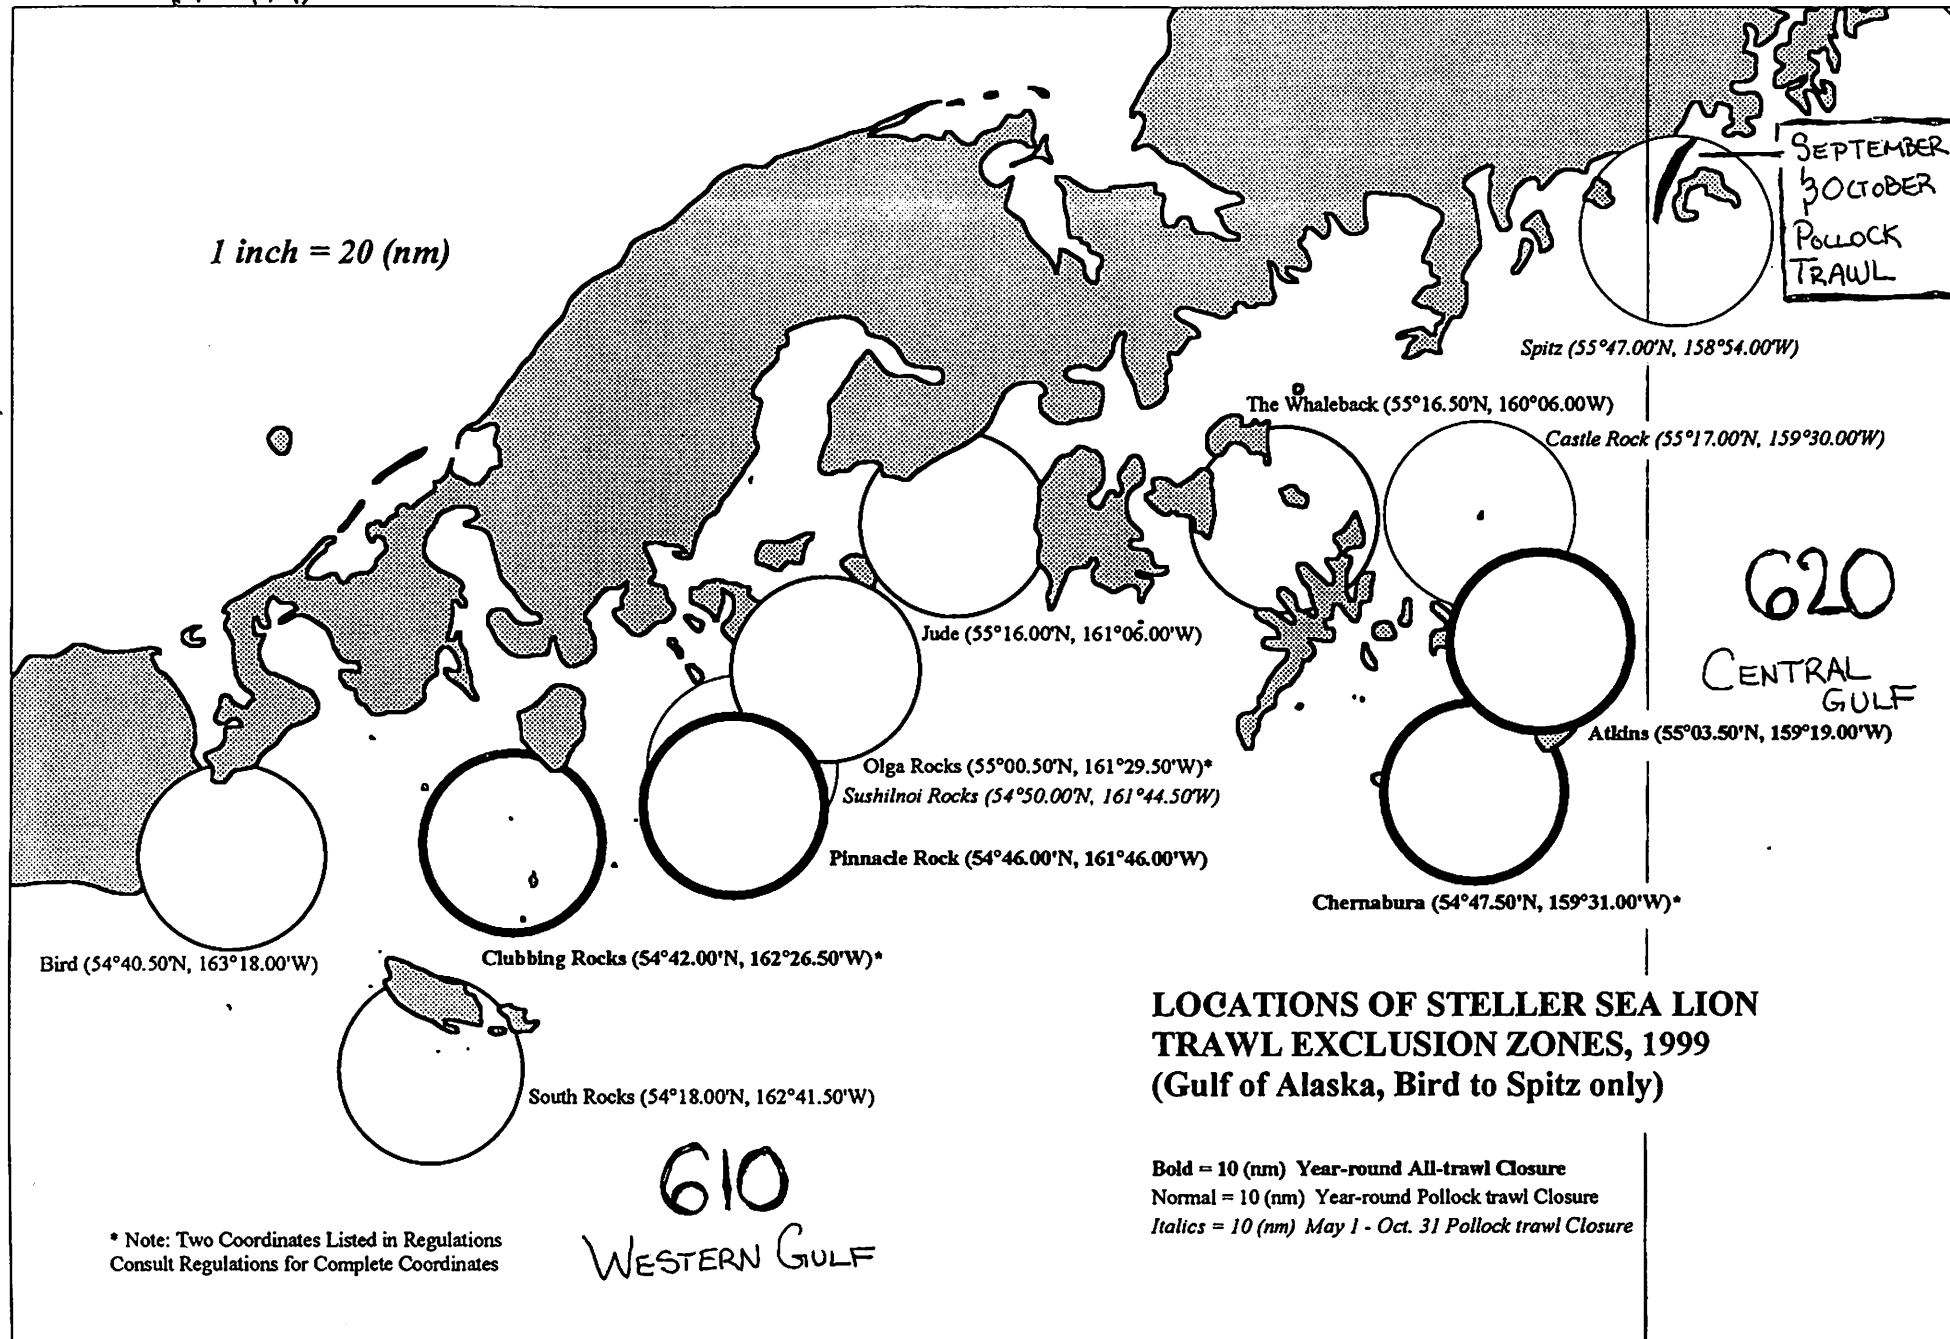 SEPTEMBER
& OCTOBER
POLLOCK
TRAWL
1 inch = 20 (nm)
Spitz (55°47.00'N, 158°54.00'W)
The Whaleback (55°16.50'N, 160°06.00'W)
Castle Rock (55°17.00'N, 159°30.00'W)
620
CENTRAL
GULF
Jude (55°16.00'N, 161°06.00'W)
Atkins (55°03.50'N, 159°19.00'W)
Olga Rocks (55°00.50'N, 161°29.50'W)*
Sushilnoi Rocks (54°50.00'N, 161°44.50'W)
Pinnacle Rock (54°46.00'N, 161°46.00'W)
Chernabura (54°47.50'N, 159°31.00'W)*
Bird (54°40.50'N, 163°18.00'W)
Clubbing Rocks (54°42.00'N, 162°26.50'W)*
South Rocks (54°18.00'N, 162°41.50'W)
LOCATIONS OF STELLER SEA LION
TRAWL EXCLUSION ZONES, 1999
(Gulf of Alaska, Bird to Spitz only)
610
WESTERN GULF
Bold = 10 (nm) Year-round All-trawl Closure
Normal = 10 (nm) Year-round Pollock trawl Closure
Italics = 10 (nm) May 1 - Oct. 31 Pollock trawl Closure
* Note: Two Coordinates Listed in Regulations
Consult Regulations for Complete Coordinates